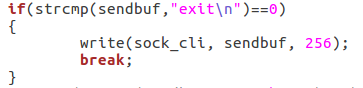 if(strcmp(sendbuf,"exit\n")==0)
{
        write(sock_cli, sendbuf, 256);
        break;
}